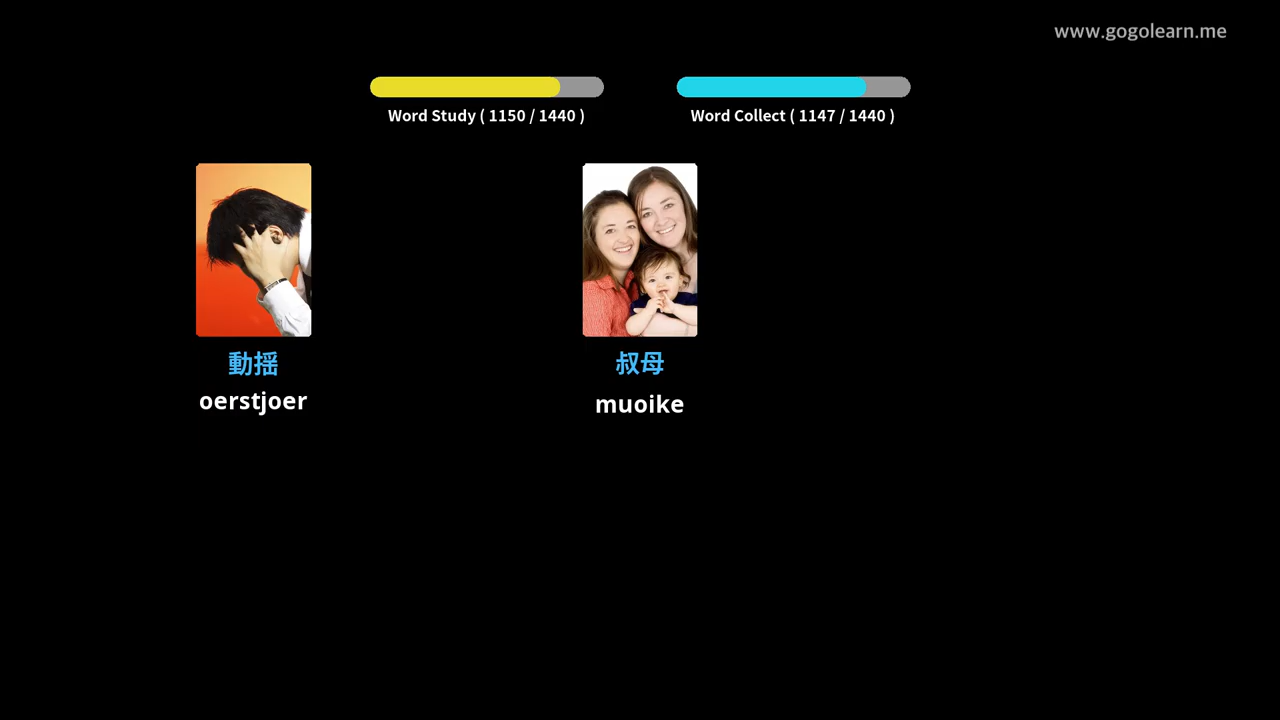 www.gogolearn.me
Word Study ( 1150 / 1440 )
Word Collect ( 1147 / 1440 )
動揺
oerstjoer
叔母
muoike